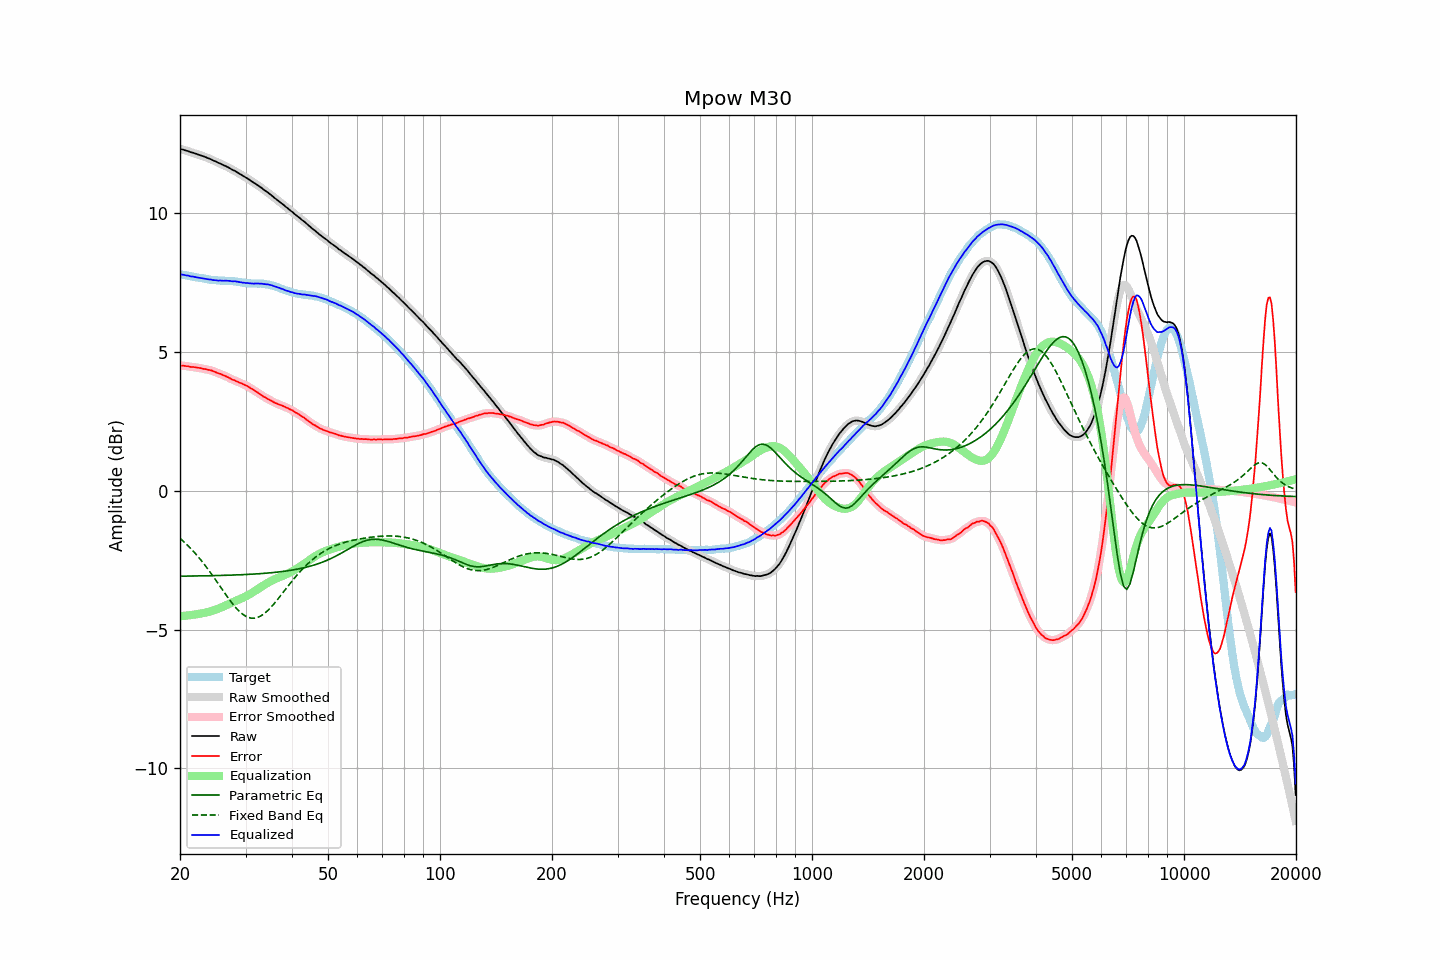 Mpow M30
Amplitude (dBr)
10
5
0
−5
−10
Target
Raw Smoothed
Error Smoothed
Raw
Error
Equalization
Parametric Eq
Fixed Band Eq
Equalized
20 50 100 200 500 1000 2000 5000 10000 20000
Frequency (Hz)